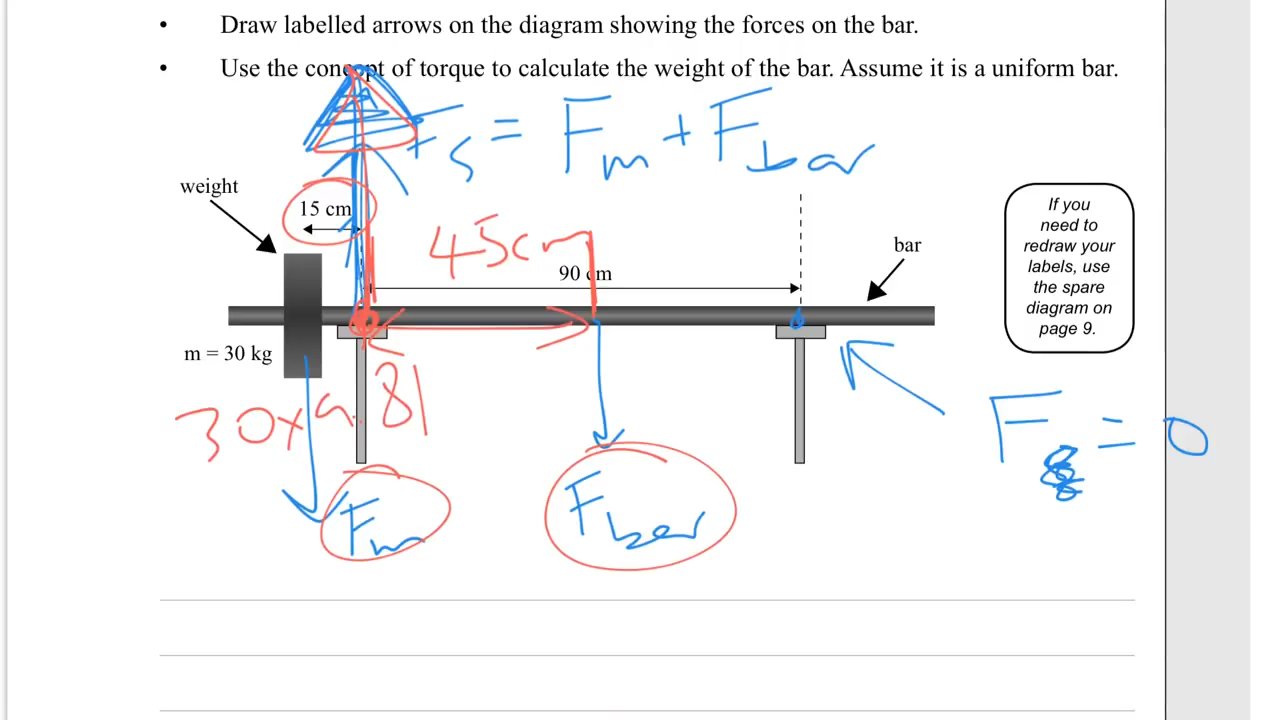 • Draw labelled arrows on the diagram showing the forces on the bar.
• Use the concept of torque to calculate the weight of the bar. Assume it is a uniform bar.
Fs = Fm + Fbar
weight
15 cm
45cm
90 cm
bar
If you
need to
redraw your
labels, use
the spare
diagram on
page 9.
m = 30 kg
30x9.81
F = 0
Fm
Fbar